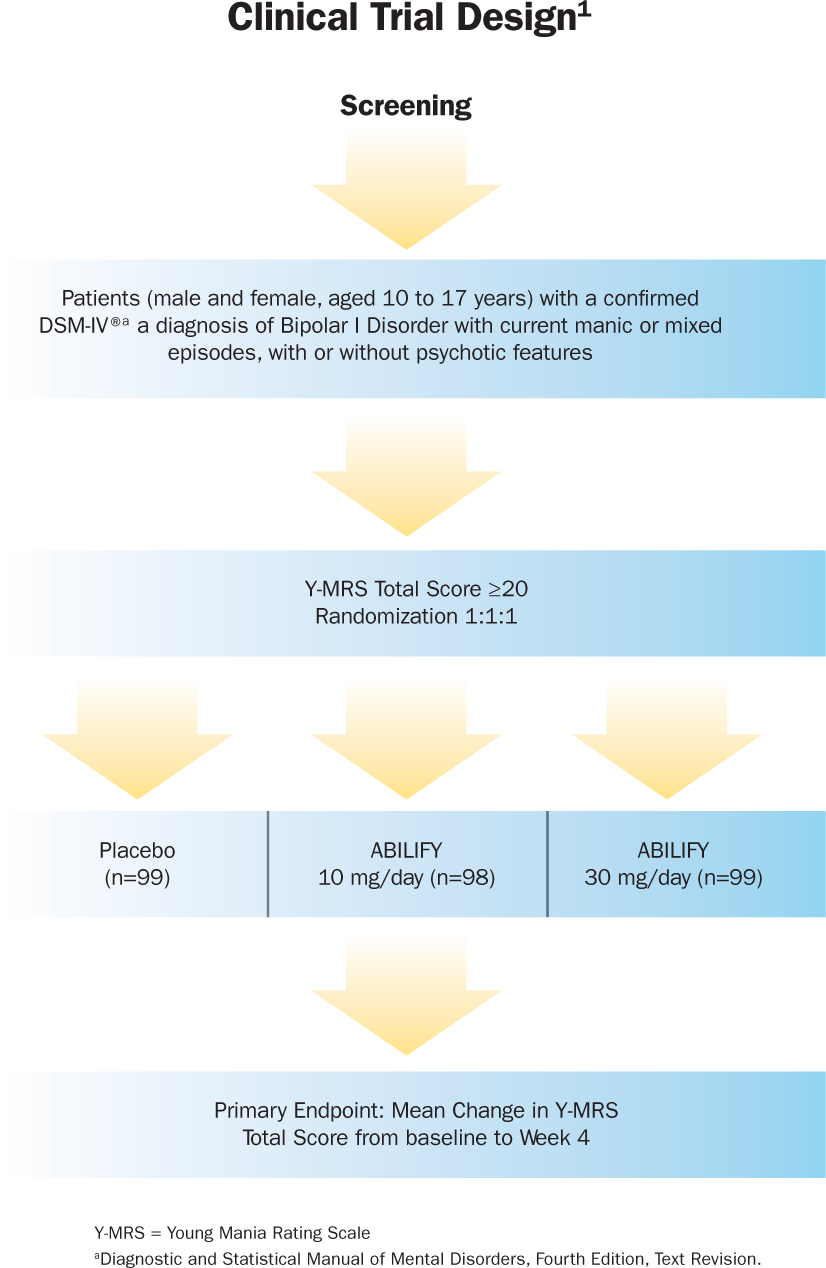 Clinical Trial Design¹
Screening
Patients (male and female, aged 10 to 17 years) with a confirmed
DSM-IV®ᵃ a diagnosis of Bipolar I Disorder with current manic or mixed
episodes, with or without psychotic features
Y-MRS Total Score ≥20
Randomization 1:1:1
Placebo
(n=99)
ABILIFY
10 mg/day (n=98)
ABILIFY
30 mg/day (n=99)
Primary Endpoint: Mean Change in Y-MRS
Total Score from baseline to Week 4
Y-MRS = Young Mania Rating Scale
ᵃDiagnostic and Statistical Manual of Mental Disorders, Fourth Edition, Text Revision.